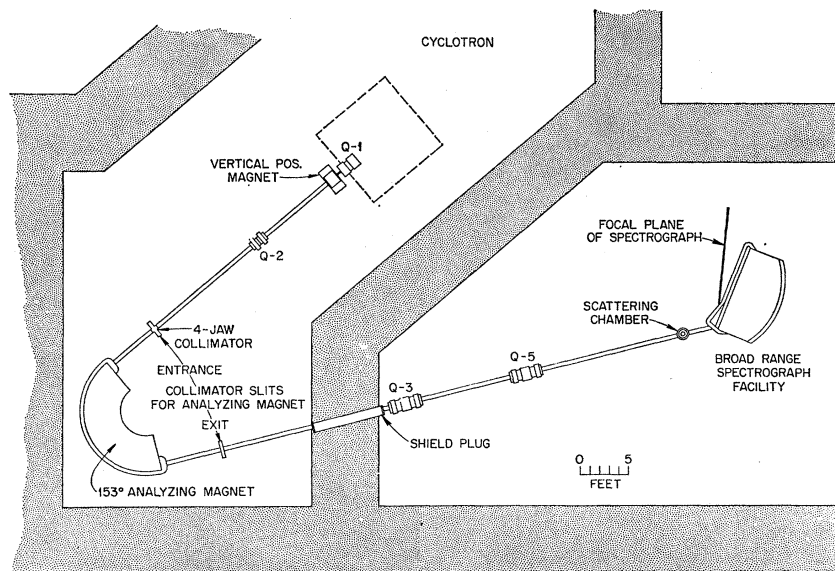 CYCLOTRON
Q-1
VERTICAL POS.
MAGNET
Q-2
4-JAW
COLLIMATOR
ENTRANCE
COLLIMATOR SLITS
FOR ANALYZING MAGNET
EXIT
153° ANALYZING MAGNET
SHIELD PLUG
Q-3
Q-5
SCATTERING
CHAMBER
FOCAL PLANE
OF SPECTROGRAPH
BROAD RANGE
SPECTROGRAPH
FACILITY
0 5
FEET